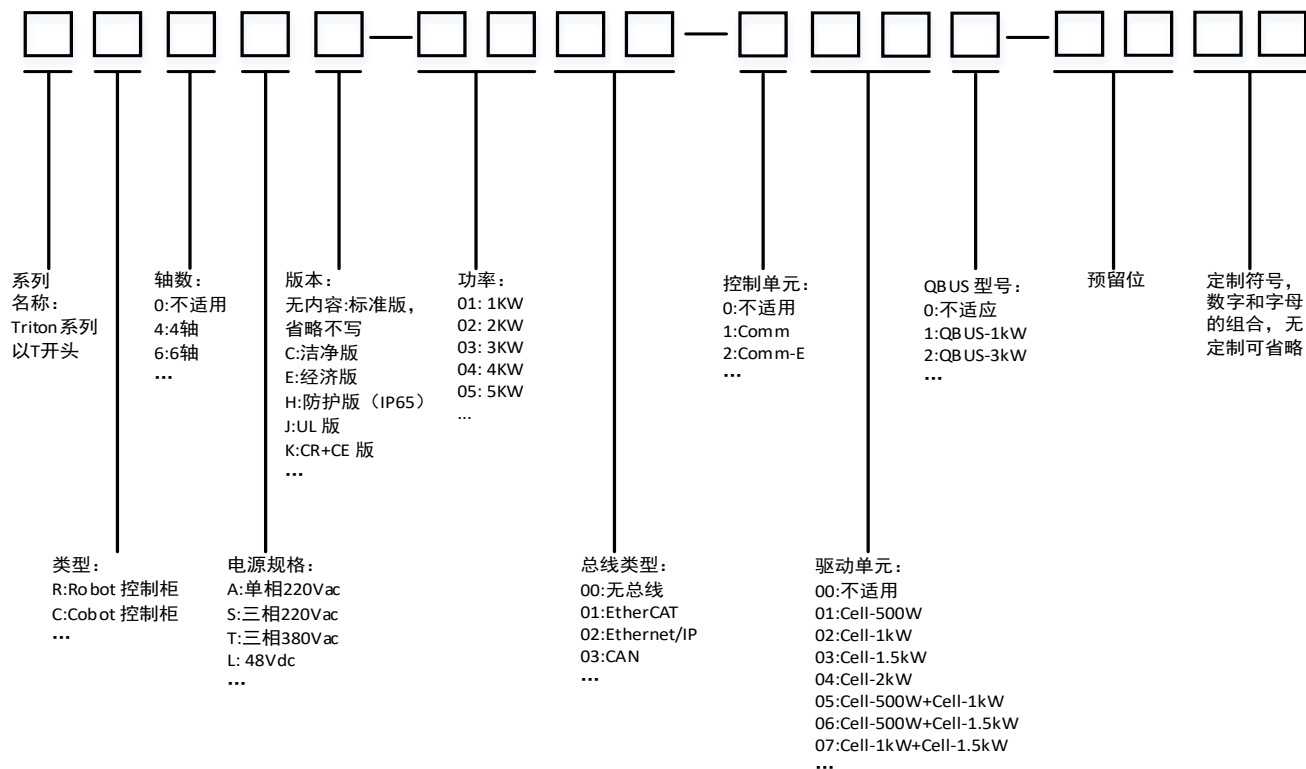 系列
名称：
Triton系列
以T开头
轴数：
0:不适用
4:4轴
6:6轴
…
版本：
无内容:标准版，
省略不写
C:洁净版
E:经济版
H:防护版（IP65）
J:UL 版
K:CR+CE 版
…
功率：
01: 1KW
02: 2KW
03: 3KW
04: 4KW
05: 5KW
…
控制单元：
0:不适用
1:Comm
2:Comm-E
…
QBUS 型号：
0:不适应
1:QBUS-1kW
2:QBUS-3kW
…
预留位
定制符号，
数字和字母
的组合，无
定制可省略
类型：
R:Robot 控制柜
C:Cobot 控制柜
…
电源规格：
A:单相220Vac
S:三相220Vac
T:三相380Vac
L: 48Vdc
…
总线类型：
00:无总线
01:EtherCAT
02:Ethernet/IP
03:CAN
…
驱动单元：
00:不适用
01:Cell-500W
02:Cell-1kW
03:Cell-1.5kW
04:Cell-2kW
05:Cell-500W+Cell-1kW
06:Cell-500W+Cell-1.5kW
07:Cell-1kW+Cell-1.5kW
…